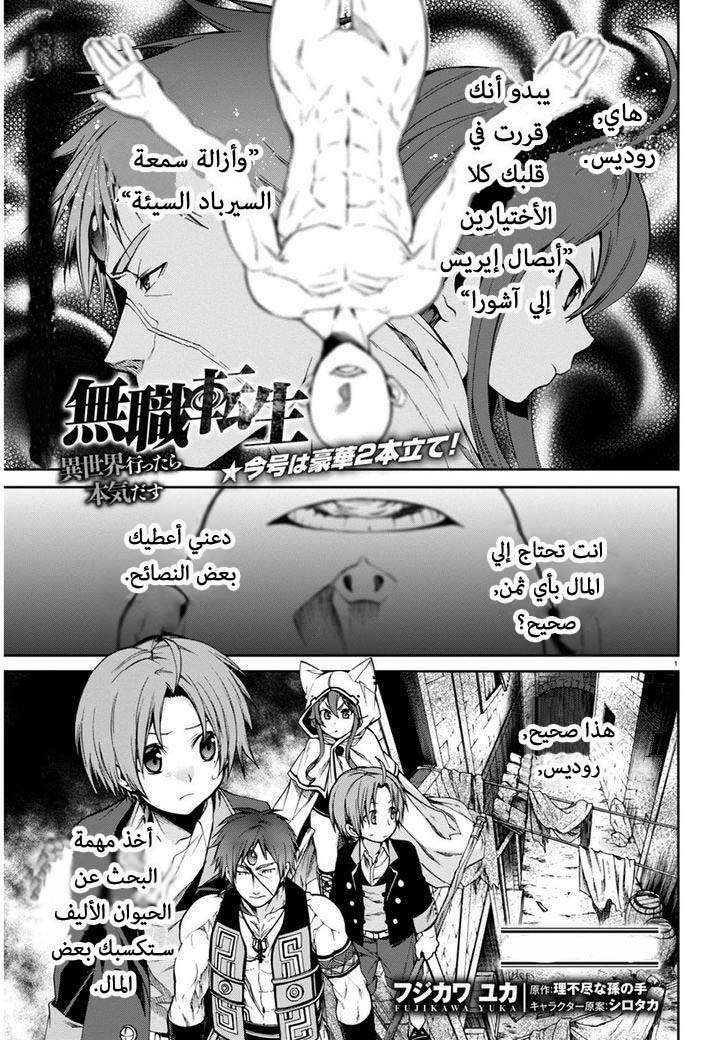 هاي,
روديس.
يبدو أنك
قررت في
قلبك كلا
الأختيارين
”أيصال إيريس
إلي آشورا“
”وأزالة سمعة
السيرباد السيئة“
無職転生
異世界行ったら
本気だす
★今号は豪華2本立て!
انت تحتاج إلي
المال بأي ثمن,
صحيح؟
دعني أعطيك
بعض النصائح.
1
هذا صحيح,
روديس,
أخذ مهمة
البحث عن
الحيوان الأليف
ستكسبك بعض
المال.
フジカワ ユカ
FUJIKAWA YUKA
原作:理不尽な孫の手
キャラクター原案:シロタカ